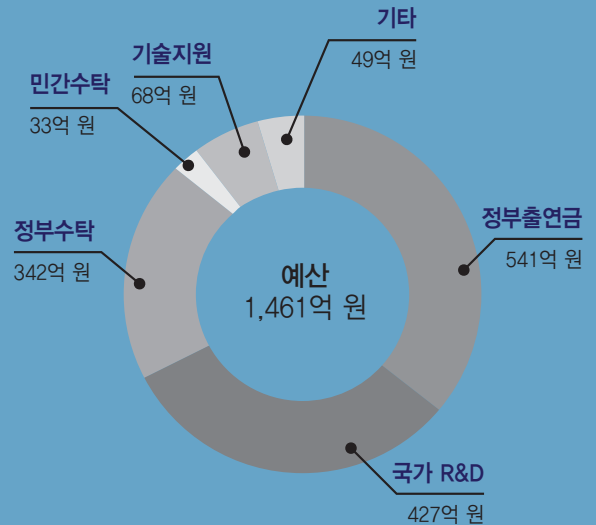 기타
49억 원
기술지원
68억 원
민간수탁
33억 원
정부수탁
342억 원
정부출연금
541억 원
예산
1,461억 원
국가 R&D
427억 원